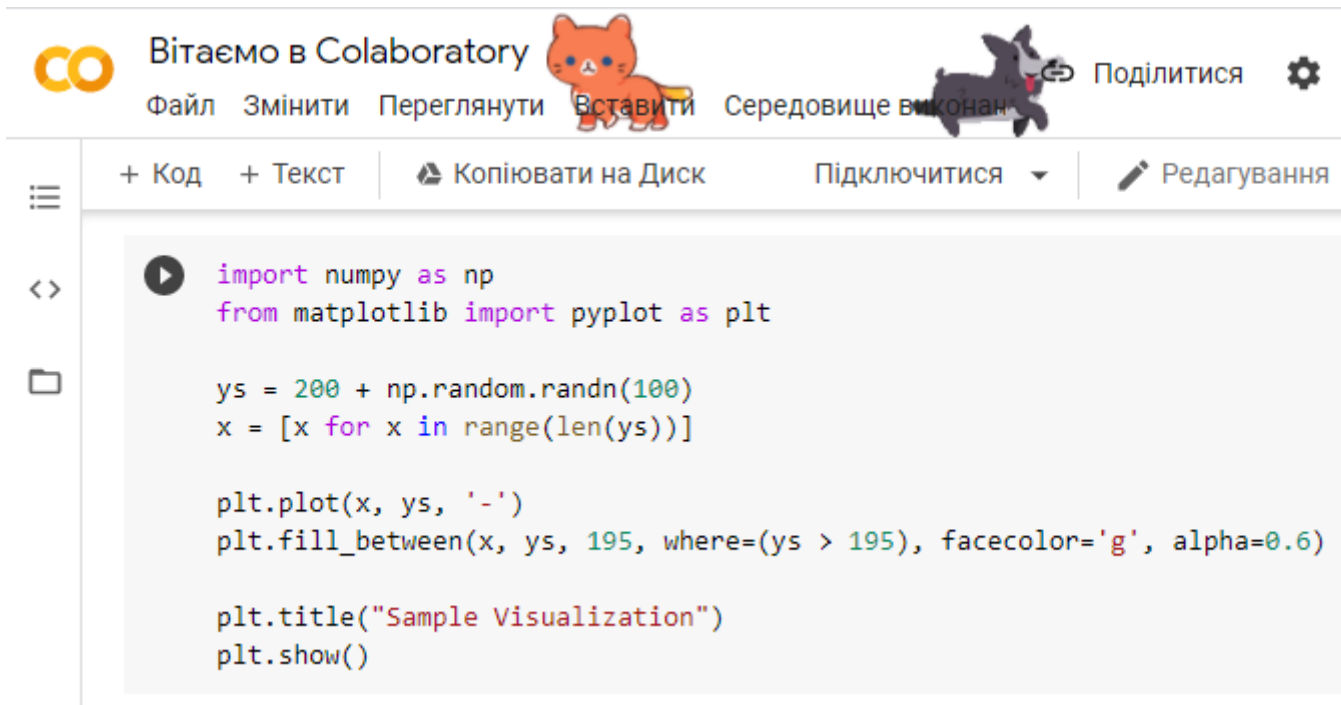 Вітаємо в Colaboratory
Поділитися
Файл Змінити Переглянути Вставити Середовище виконан
+ Код + Текст Копіювати на Диск Підключитися Редагування
import numpy as np
from matplotlib import pyplot as plt
ys = 200 + np.random.randn(100)
x = [x for x in range(len(ys))]
plt.plot(x, ys, '-')
plt.fill_between(x, ys, 195, where=(ys > 195), facecolor='g', alpha=0.6)
plt.title("Sample Visualization")
plt.show()